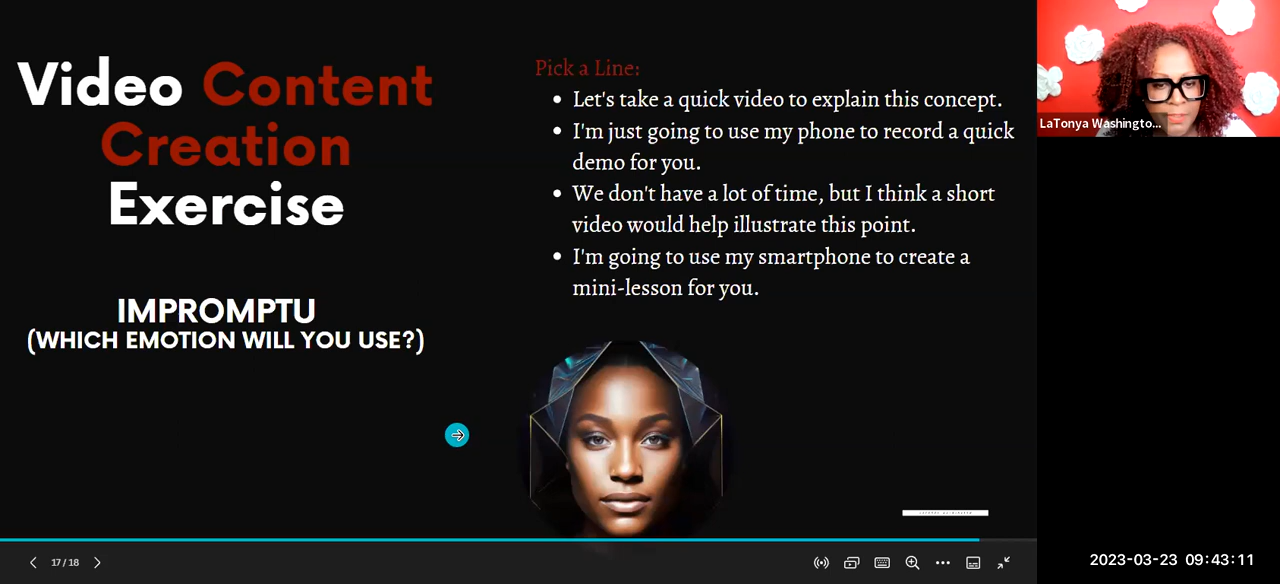 Video Content
Creation
Exercise
IMPROMPTU
(WHICH EMOTION WILL YOU USE?)
Pick a Line:
• Let's take a quick video to explain this concept.
• I'm just going to use my phone to record a quick
demo for you.
• We don't have a lot of time, but I think a short
video would help illustrate this point.
• I'm going to use my smartphone to create a
mini-lesson for you.
LaTonya Washingto...
17 / 18
2023-03-23 09:43:11